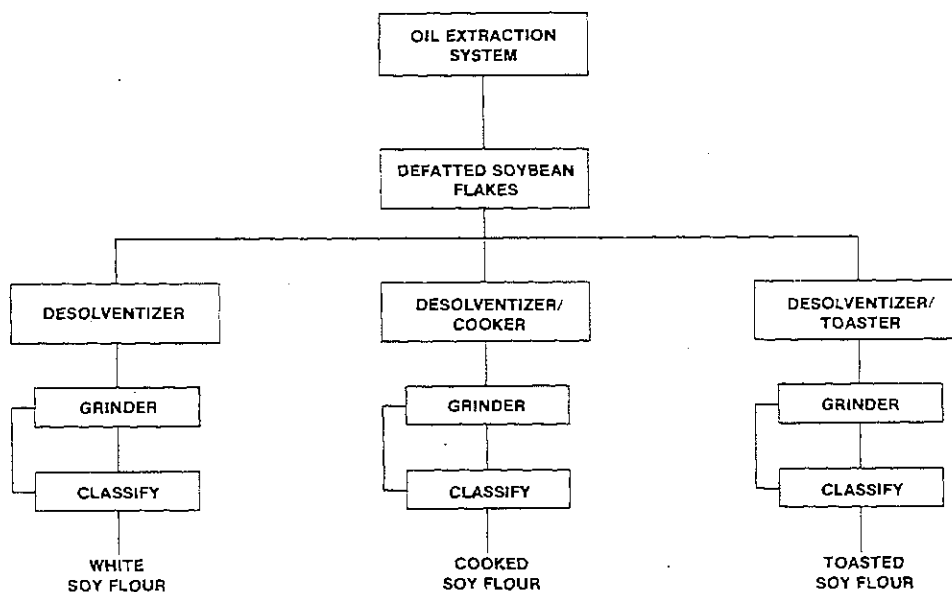 OIL EXTRACTION
SYSTEM
DEFATTED SOYBEAN
FLAKES
DESOLVENTIZER
DESOLVENTIZER/
COOKER
DESOLVENTIZER/
TOASTER
GRINDER
GRINDER
GRINDER
CLASSIFY
CLASSIFY
CLASSIFY
WHITE
SOY FLOUR
COOKED
SOY FLOUR
TOASTED
SOY FLOUR